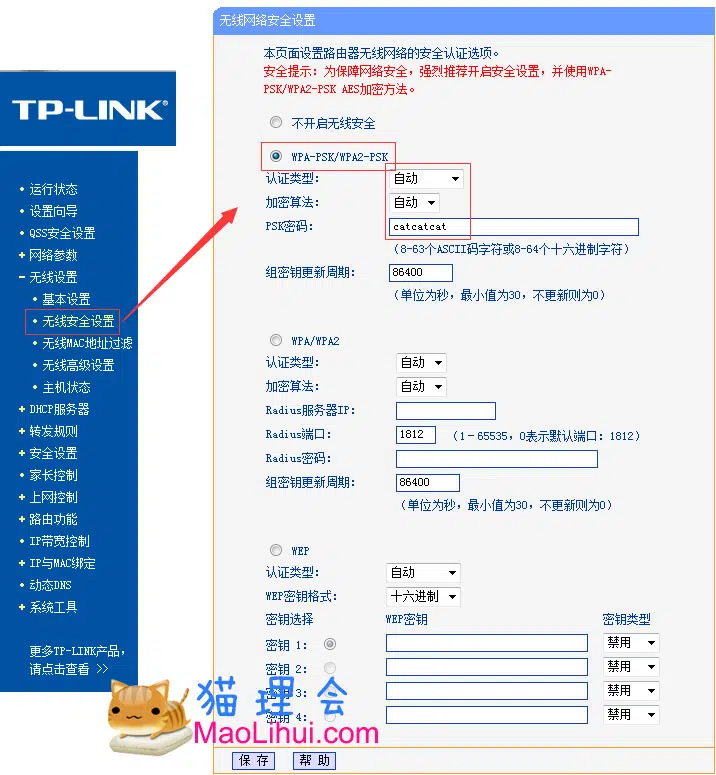 TP-LINK®
运行状态
设置向导
QSS安全设置
网络参数
无线设置
基本设置
无线安全设置
无线MAC地址过滤
无线高级设置
主机状态
DHCP服务器
转发规则
安全设置
家长控制
上网控制
路由功能
IP带宽控制
IP与MAC绑定
动态DNS
系统工具
更多TP-LINK产品,
请点击查看 >>
无线网络安全设置
本页面设置路由器无线网络的安全认证选项。
安全提示：为保障网络安全，强烈推荐开启安全设置，并使用WPA-
PSK/WPA2-PSK AES加密方法。
不开启无线安全
WPA-PSK/WPA2-PSK
认证类型： 自动
加密算法： 自动
PSK密码： catcatcat
（8-63个ASCII码字符或8-64个十六进制字符）
组密钥更新周期： 86400
（单位为秒，最小值为30，不更新则为0）
WPA/WPA2
认证类型： 自动
加密算法： 自动
Radius服务器IP：
Radius端口： 1812 （1-65535，0表示默认端口：1812）
Radius密码：
组密钥更新周期： 86400
（单位为秒，最小值为30，不更新则为0）
WEP
认证类型： 自动
WEP密钥格式： 十六进制
密钥选择 WEP密钥 密钥类型
密钥 1： 禁用
密钥 2： 禁用
密钥 3： 禁用
密钥 4： 禁用
猫理会
MaoLihui.com
保存 帮助